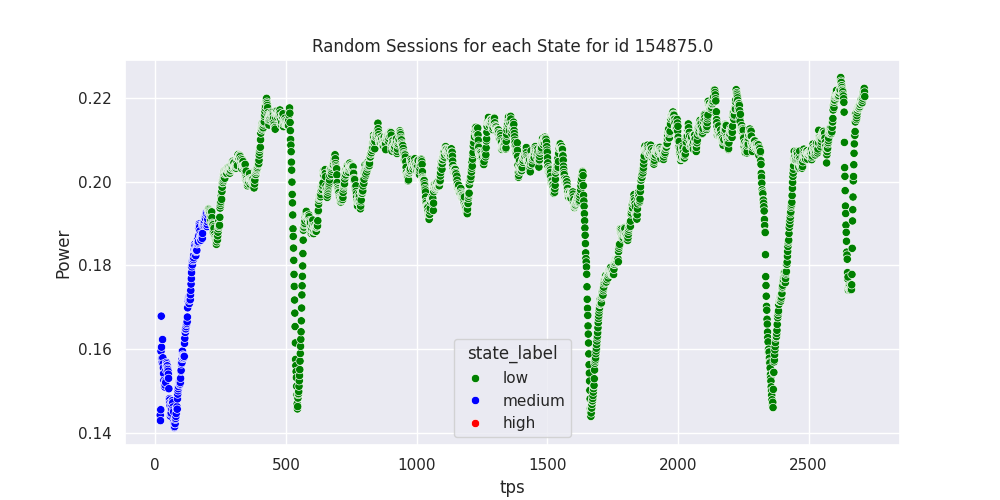 Random Sessions for each State for id 154875.0
Power
0.22
0.20
0.18
0.16
0.14
state_label
low
medium
high
0
500
1000
1500
2000
2500
tps